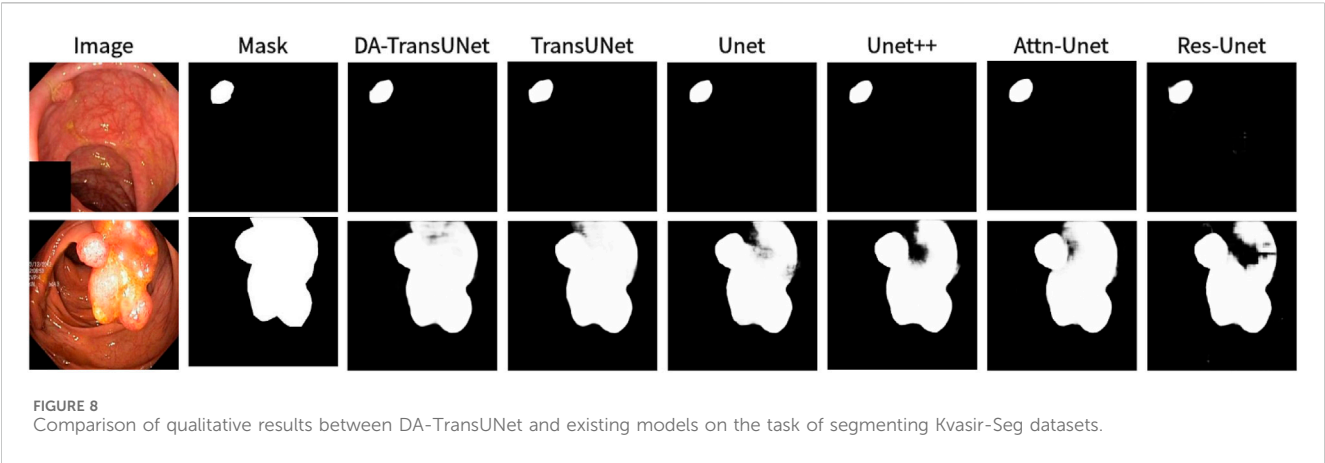 Image Mask DA-TransUNet TransUNet Unet Unet++ Attn-Unet Res-Unet
FIGURE 8
Comparison of qualitative results between DA-TransUNet and existing models on the task of segmenting Kvasir-Seg datasets.